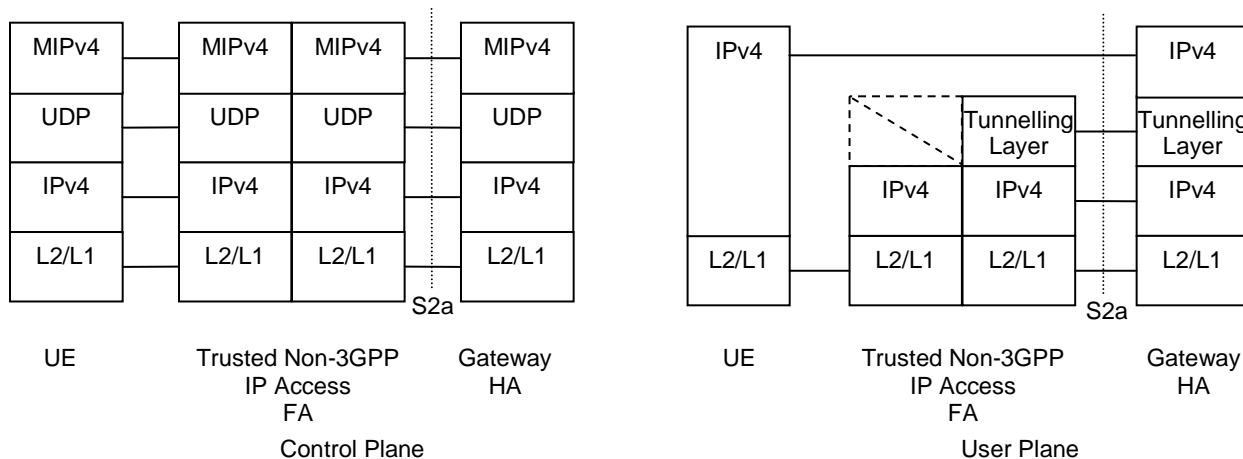 MIPv4 MIPv4 MIPv4 MIPv4
UDP UDP UDP UDP
IPv4 IPv4 IPv4 IPv4
L2/L1 L2/L1 L2/L1 L2/L1
S2a
UE Trusted Non-3GPP Gateway
IP Access HA
FA
Control Plane
IPv4 IPv4
Tunnelling Tunnelling
Layer Layer
IPv4 IPv4 IPv4
L2/L1 L2/L1 L2/L1 L2/L1
S2a
UE Trusted Non-3GPP Gateway
IP Access HA
FA
User Plane